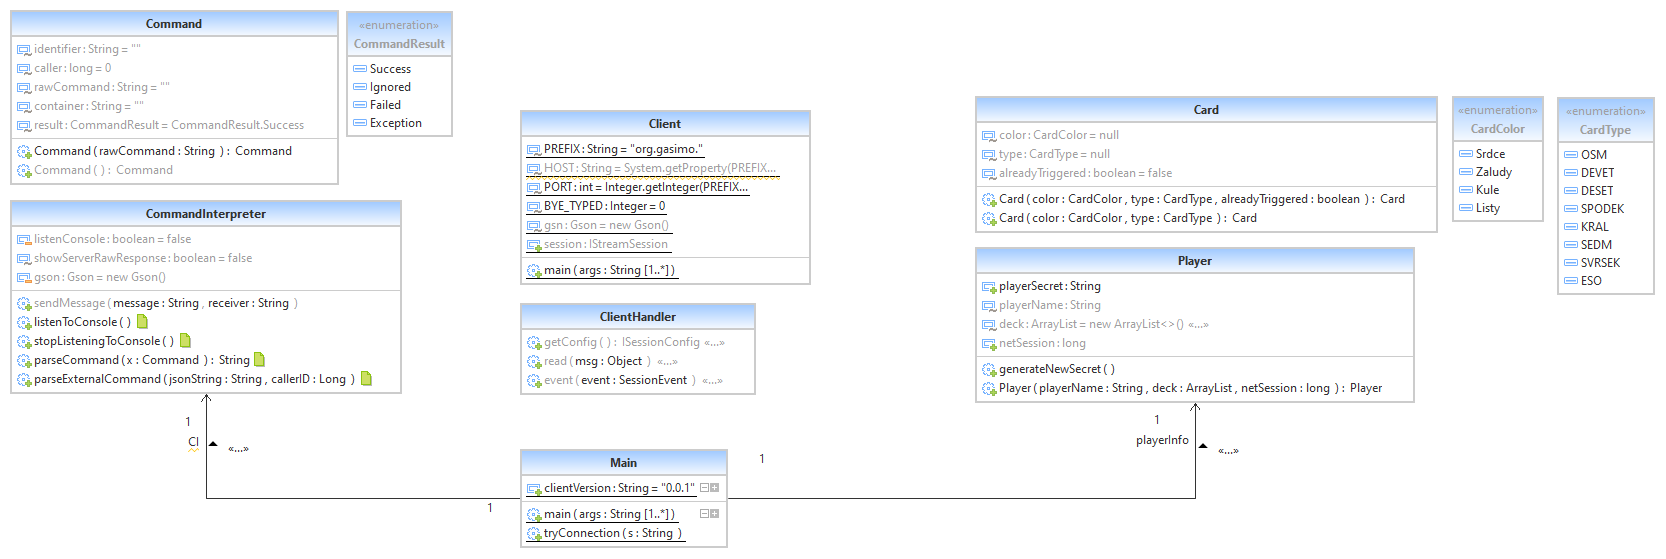 Command
identifier : String = ""
caller : long = 0
rawCommand : String = ""
container : String = ""
result : CommandResult = CommandResult.Success
Command ( rawCommand : String ) : Command
Command ( ) : Command
«enumeration»
CommandResult
Success
Ignored
Failed
Exception
CommandInterpreter
listenConsole : boolean = false
showServerRawResponse : boolean = false
gson : Gson = new Gson()
sendMessage ( message : String , receiver : String )
listenToConsole ( )
stopListeningToConsole ( )
parseCommand ( x : Command ) : String
parseExternalCommand ( jsonString : String , callerID : Long )
1
CI
«...»
1
Client
PREFIX : String = "org.gasimo."
HOST : String = System.getProperty(PREFIX...
PORT : int = Integer.getInteger(PREFIX...
BYE_TYPED : Integer = 0
gsn : Gson = new Gson()
session : IStreamSession
main ( args : String [1..*] )
ClientHandler
getConfig ( ) : ISessionConfig «...»
read ( msg : Object ) «...»
event ( event : SessionEvent ) «...»
Main
clientVersion : String = "0.0.1"
main ( args : String [1..*] )
tryConnection ( s : String )
1
Card
color : CardColor = null
type : CardType = null
alreadyTriggered : boolean = false
Card ( color : CardColor , type : CardType , alreadyTriggered : boolean ) : Card
Card ( color : CardColor , type : CardType ) : Card
«enumeration»
CardColor
Srdce
Zaludy
Kule
Listy
«enumeration»
CardType
OSM
DEVET
DESET
SPODEK
KRAL
SEDM
SVRSEK
ESO
Player
playerSecret : String
playerName : String
deck : ArrayList = new ArrayList<>() «...»
netSession : long
generateNewSecret ( )
Player ( playerName : String , deck : ArrayList , netSession : long ) : Player
1
playerInfo
«...»